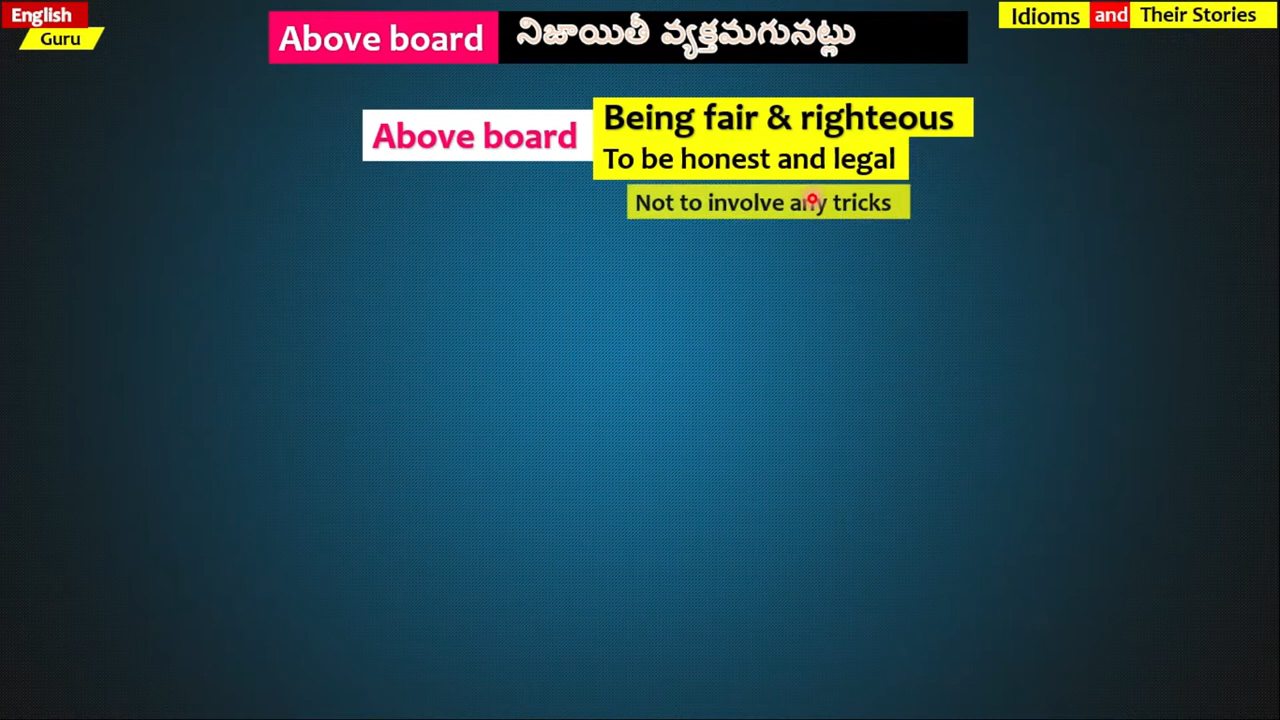 English
Guru
Above board
నిజాయితీ వ్యక్తమగునట్లు
Idioms and Their Stories
Above board
Being fair & righteous
To be honest and legal
Not to involve any tricks